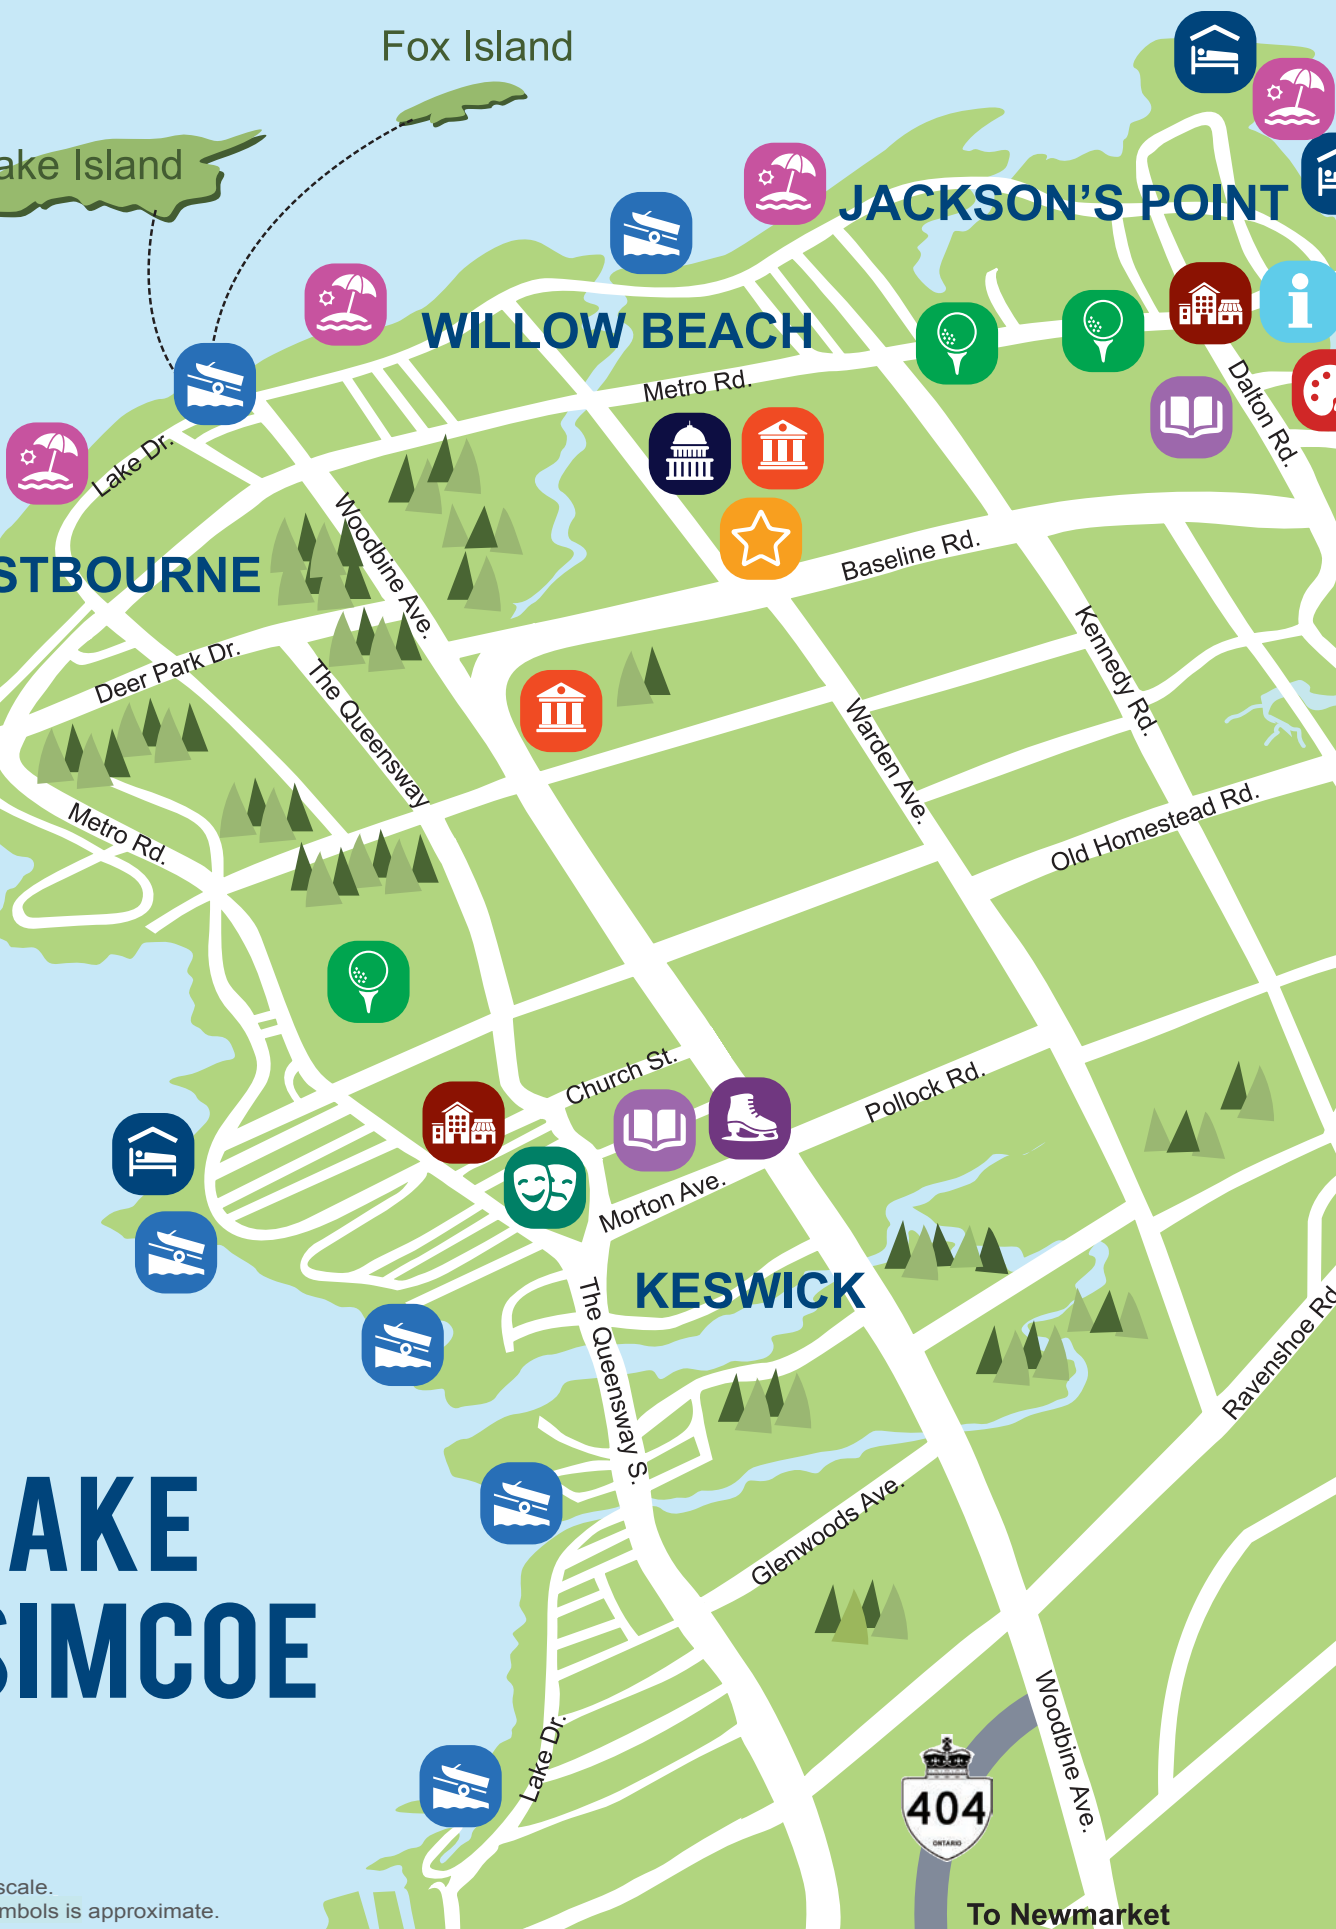 Fox Island
ake Island
JACKSON'S POINT
WILLOW BEACH
Metro Rd.
Dalton Rd.
Lake Dr.
Woodbine Ave.
Baseline Rd.
STBOURNE
Deer Park Dr.
The Queensway
Kennedy Rd.
Warden Ave.
Metro Rd.
Old Homestead Rd.
Church St.
Pollock Rd.
Morton Ave.
KESWICK
The Queensway S.
Ravenshoe Rd
Glenwoods Ave.
AKE
SIMCOE
Lake Dr.
Woodbine Ave.
404
ONTARIO
scale.
mbols is approximate.
To Newmarket